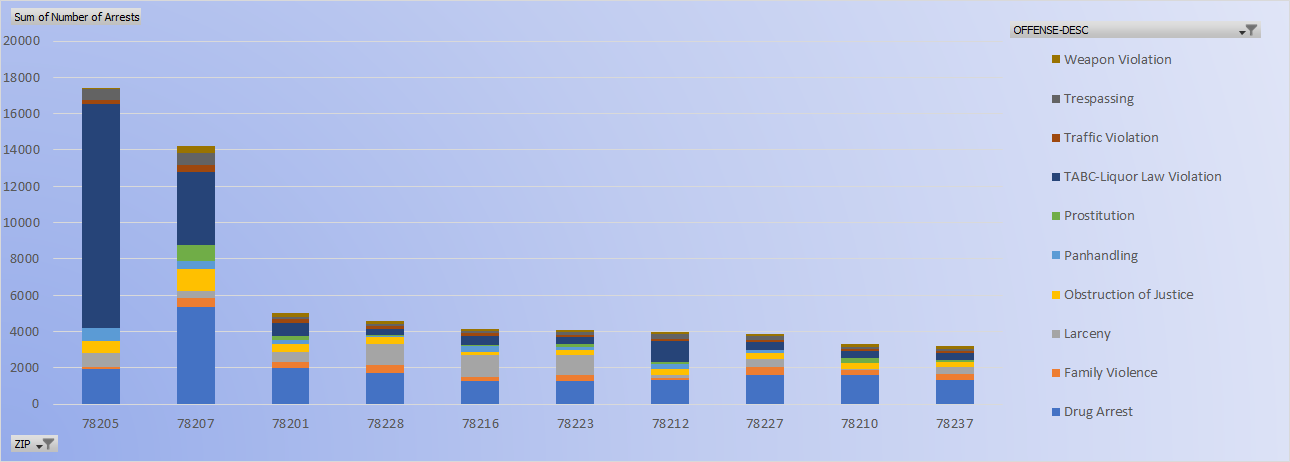 Sum of Number of Arrests
20000
18000
16000
14000
12000
10000
8000
6000
4000
2000
0
78205 78207 78201 78228 78216 78223 78212 78227 78210 78237
ZIP
OFFENSE-DESC
Weapon Violation
Trespassing
Traffic Violation
TABC-Liquor Law Violation
Prostitution
Panhandling
Obstruction of Justice
Larceny
Family Violence
Drug Arrest